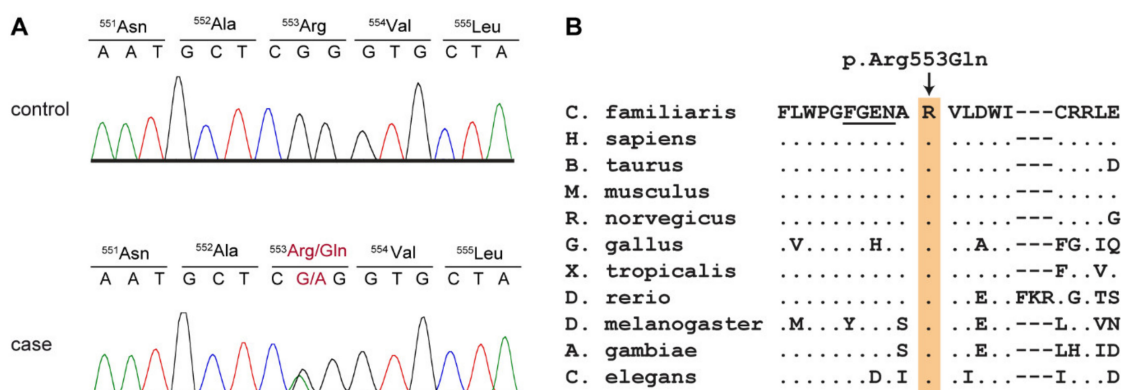 A
551Asn 552Ala 553Arg 554Val 555Leu
A A T G C T C G G G T G C T A
control
551Asn 552Ala 553Arg/Gln 554Val 555Leu
A A T G C T C G/A G G T G C T A
case
B
p.Arg553Gln
C. familiaris FLWPGFGENA R VLDWI---CRRLE
H. sapiens .......... . .....---.....
B. taurus .......... . .....---....D
M. musculus .......... . .....---.....
R. norvegicus .......... . .....---....G
G. gallus .V.....H.. . ..A..---FG.IQ
X. tropicalis .......... . .....---F..V.
D. rerio .......... . ..E..FKR.G.TS
D. melanogaster .M...Y...S . ..E..---L..VN
A. gambiae .........S . ..E..---LH.ID
C. elegans .......D.I . .I...---I...D